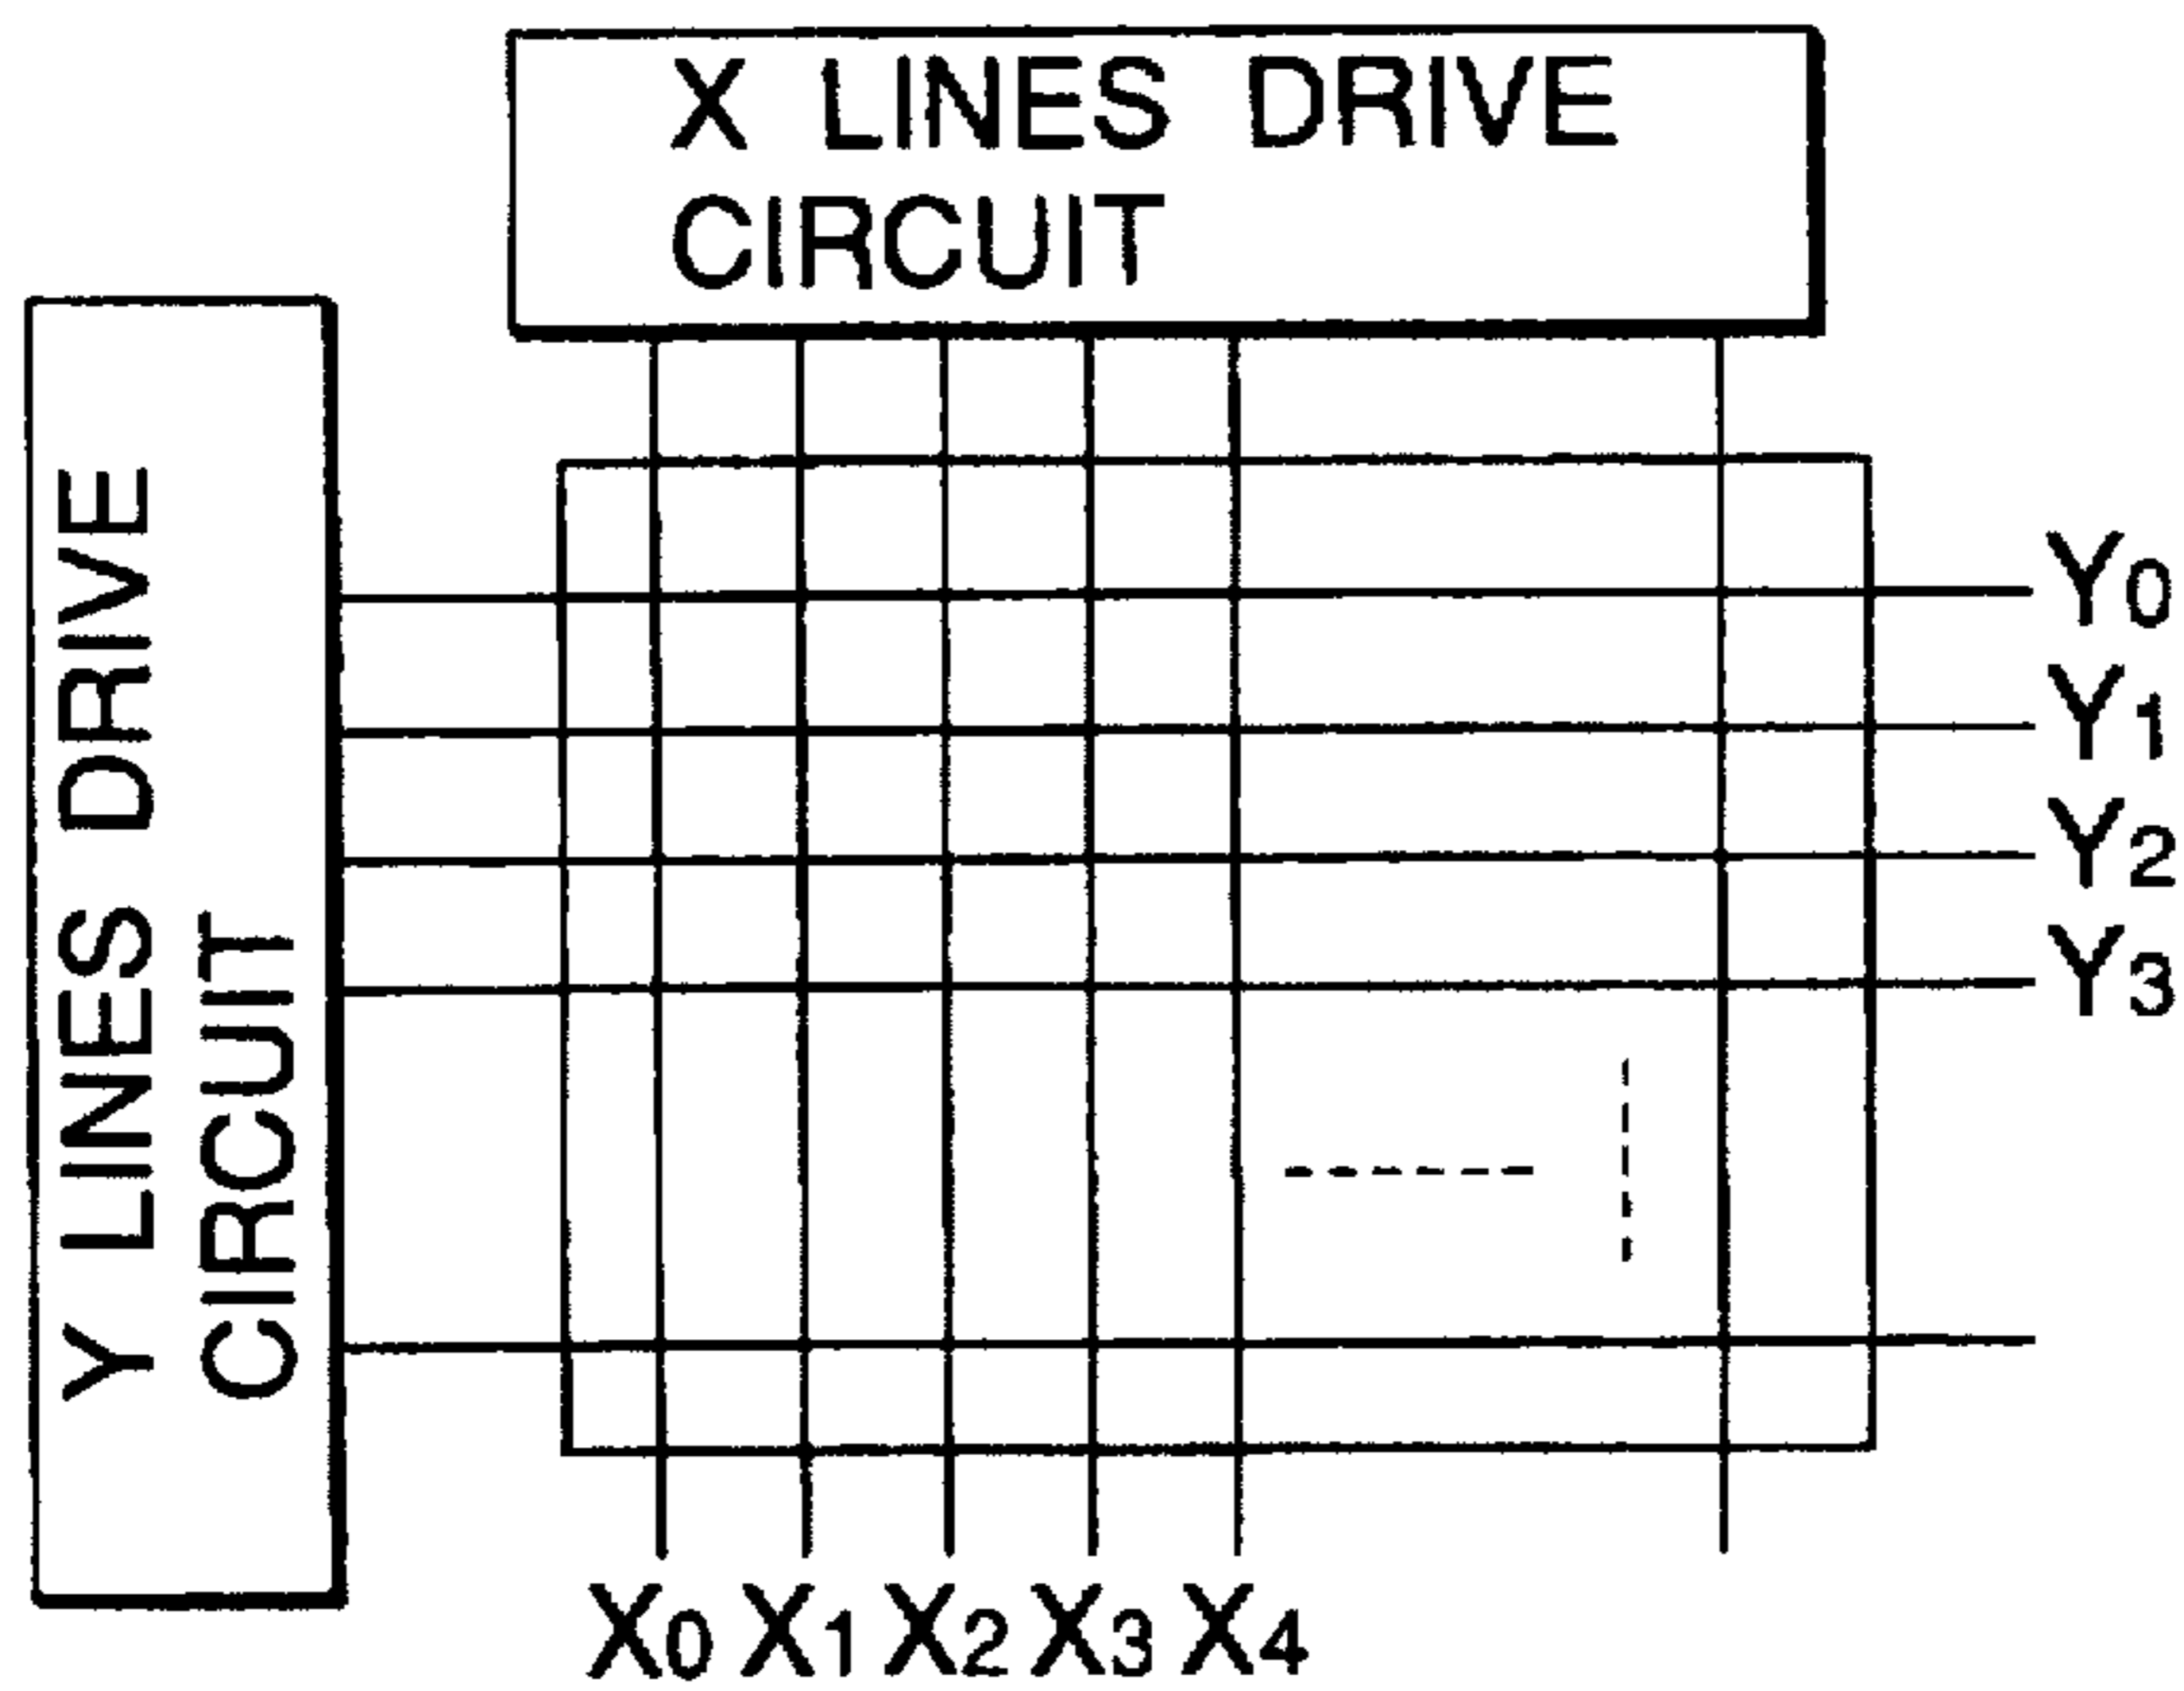 X LINES DRIVE
CIRCUIT
Y LINES DRIVE
CIRCUIT
Y0
Y1
Y2
Y3
X0 X1 X2 X3 X4